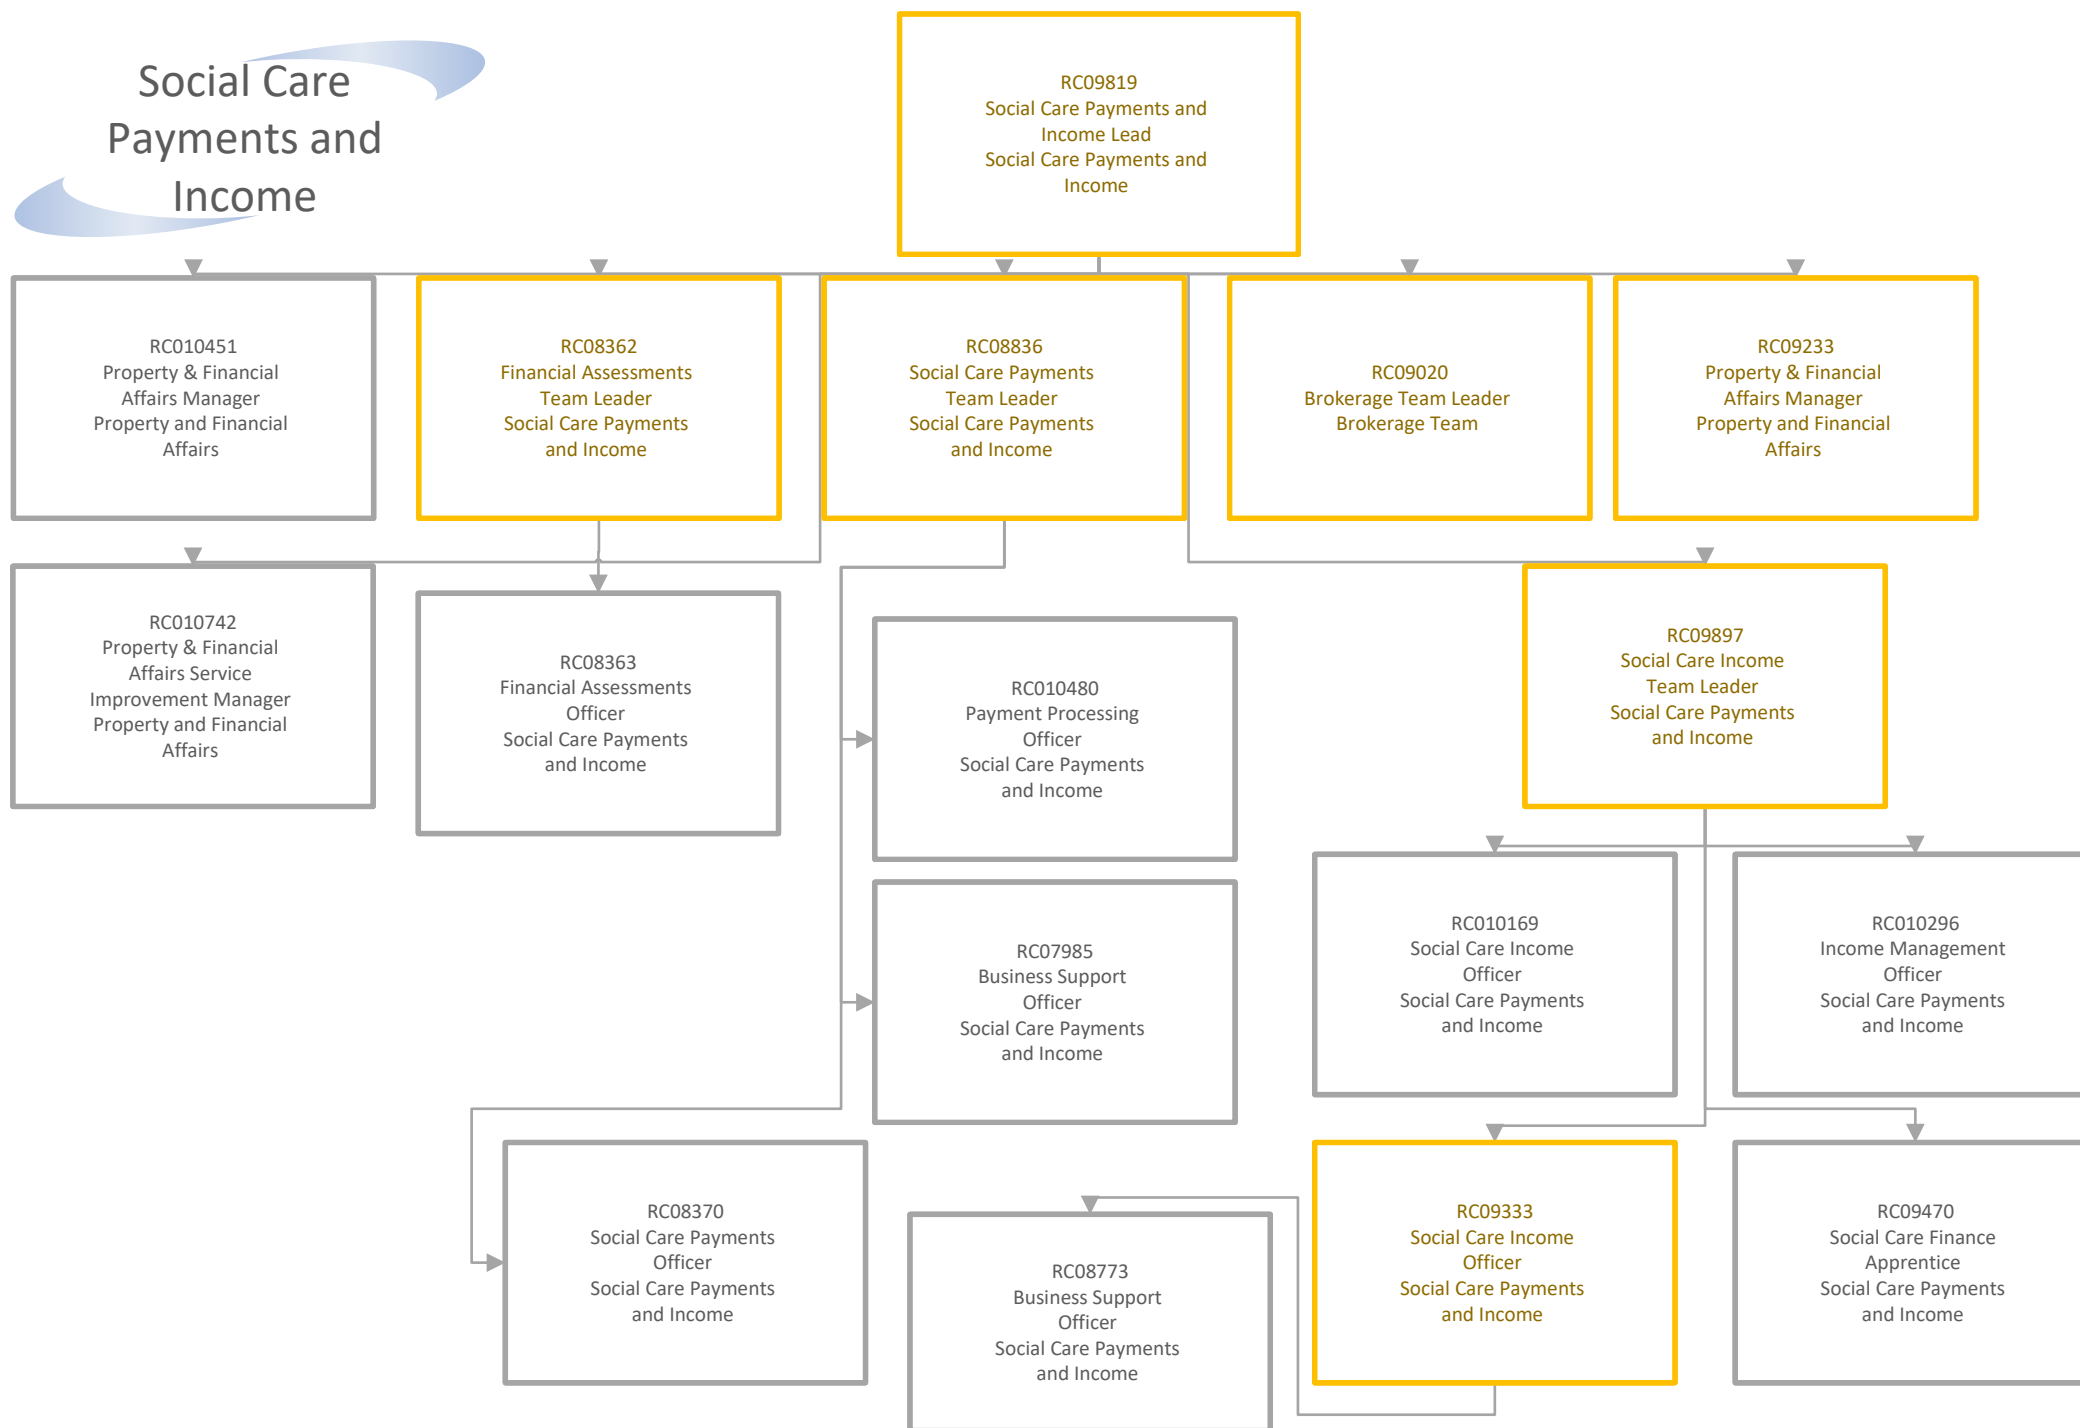 Social Care
Payments and
Income
RC09819
Social Care Payments and
Income Lead
Social Care Payments and
Income
RC010451
Property & Financial
Affairs Manager
Property and Financial
Affairs
RC08362
Financial Assessments
Team Leader
Social Care Payments
and Income
RC08836
Social Care Payments
Team Leader
Social Care Payments
and Income
RC09020
Brokerage Team Leader
Brokerage Team
RC09233
Property & Financial
Affairs Manager
Property and Financial
Affairs
RC010742
Property & Financial
Affairs Service
Improvement Manager
Property and Financial
Affairs
RC08363
Financial Assessments
Officer
Social Care Payments
and Income
RC010480
Payment Processing
Officer
Social Care Payments
and Income
RC09897
Social Care Income
Team Leader
Social Care Payments
and Income
RC07985
Business Support
Officer
Social Care Payments
and Income
RC010169
Social Care Income
Officer
Social Care Payments
and Income
RC010296
Income Management
Officer
Social Care Payments
and Income
RC08370
Social Care Payments
Officer
Social Care Payments
and Income
RC08773
Business Support
Officer
Social Care Payments
and Income
RC09333
Social Care Income
Officer
Social Care Payments
and Income
RC09470
Social Care Finance
Apprentice
Social Care Payments
and Income